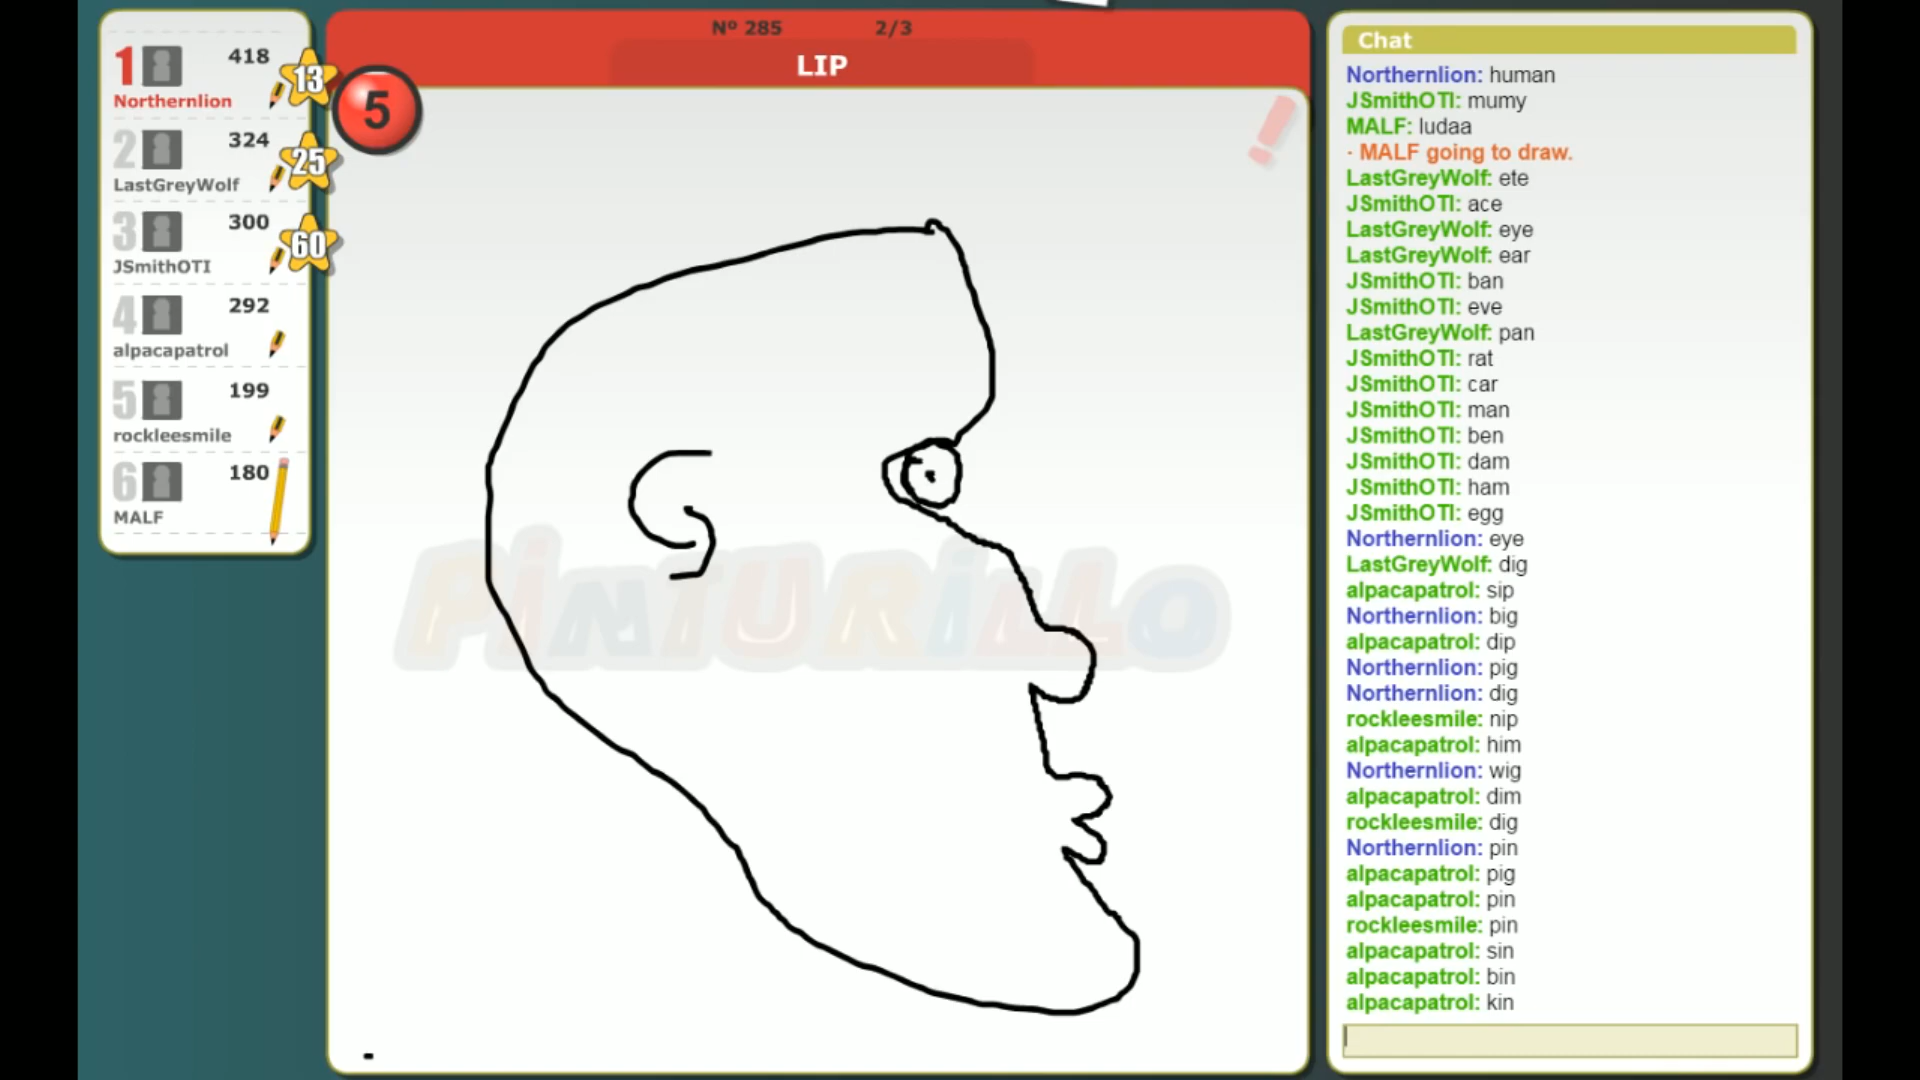 Nº 285 2/3
LIP
5
1 418 13
Northernlion
2 324 25
LastGreyWolf
3 300 60
JSmithOTI
4 292
alpacapatrol
5 199
rockleesmile
6 180
MALF
PiNTURiLLO
!
Chat
Northernlion: human
JSmithOTI: mumy
MALF: ludaa
· MALF going to draw.
LastGreyWolf: ete
JSmithOTI: ace
LastGreyWolf: eye
LastGreyWolf: ear
JSmithOTI: ban
JSmithOTI: eve
LastGreyWolf: pan
JSmithOTI: rat
JSmithOTI: car
JSmithOTI: man
JSmithOTI: ben
JSmithOTI: dam
JSmithOTI: ham
JSmithOTI: egg
Northernlion: eye
LastGreyWolf: dig
alpacapatrol: sip
Northernlion: big
alpacapatrol: dip
Northernlion: pig
Northernlion: dig
rockleesmile: nip
alpacapatrol: him
Northernlion: wig
alpacapatrol: dim
rockleesmile: dig
Northernlion: pin
alpacapatrol: pig
alpacapatrol: pin
rockleesmile: pin
alpacapatrol: sin
alpacapatrol: bin
alpacapatrol: kin